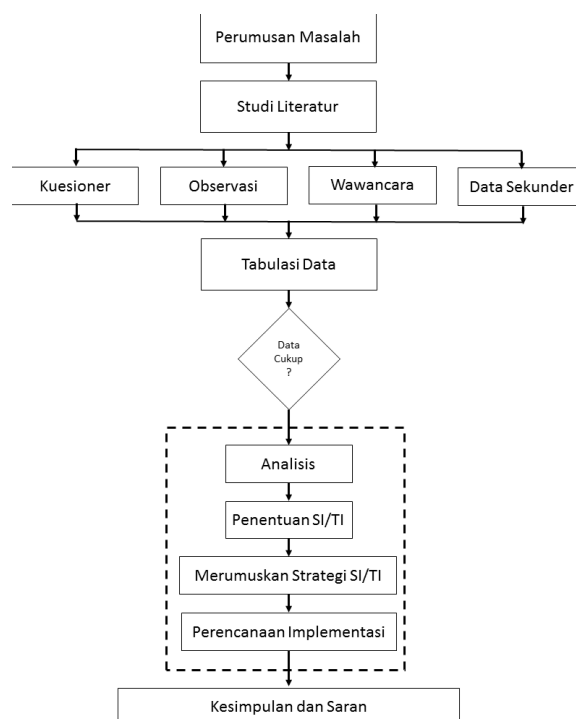 Perumusan Masalah
Studi Literatur
Kuesioner
Observasi
Wawancara
Data Sekunder
Tabulasi Data
Data
Cukup
?
Analisis
Penentuan SI/TI
Merumuskan Strategi SI/TI
Perencanaan Implementasi
Kesimpulan dan Saran